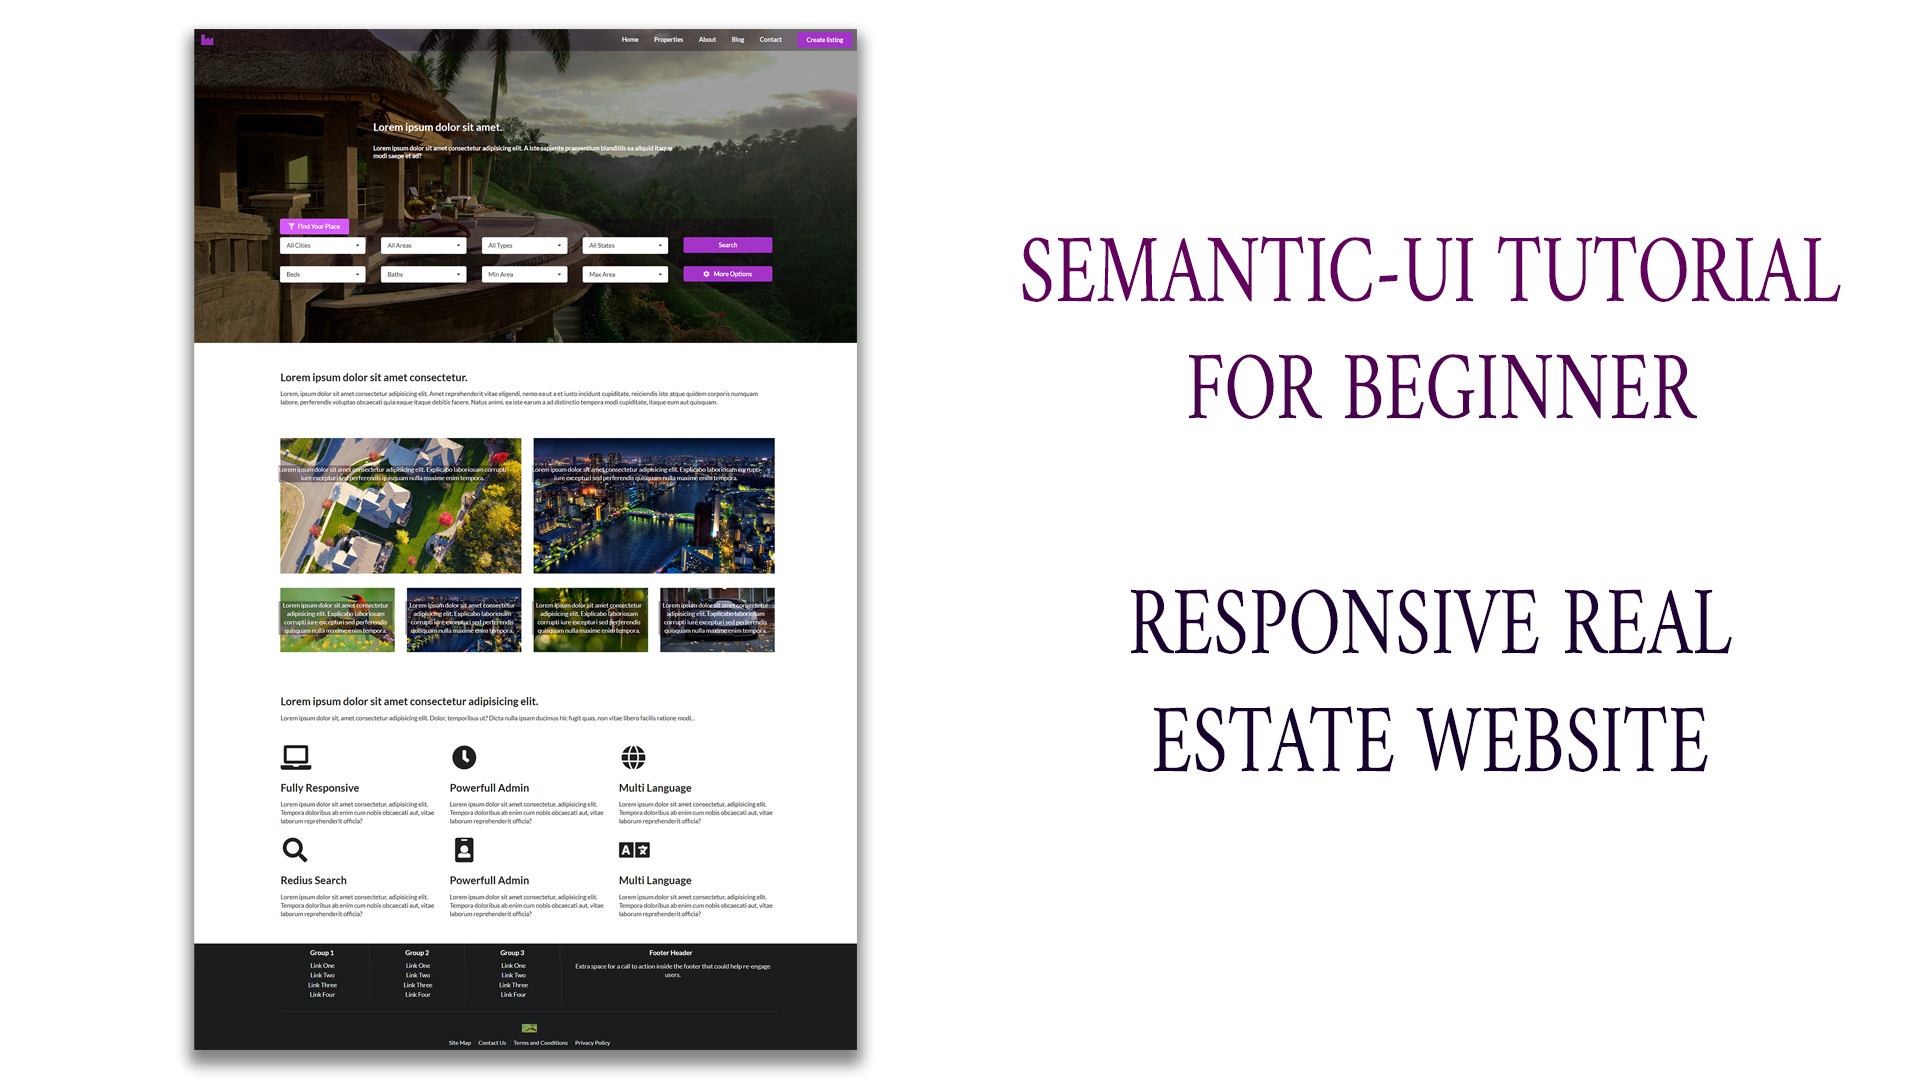 Home Properties About Blog Contact Create listing
Lorem ipsum dolor sit amet.
Lorem ipsum dolor sit amet consectetur adipisicing elit. A iste sapiente praesentium blanditiis ea aliquid itaque
modi saepe et ad?
Find Your Place
All Cities All Areas All Types All States Search
Beds Baths Min Area Max Area More Options
Lorem ipsum dolor sit amet consectetur.
Lorem, ipsum dolor sit amet consectetur adipisicing elit. Amet reprehenderit vitae eligendi, nemo ea ut a et iusto incidunt cupiditate, reiciendis iste atque quidem corporis numquam
labore, perferendis voluptas obcaecati quia eaque itaque debitis facere. Natus animi, ea iste earum a ad distinctio tempora modi cupiditate, itaque eum aut quisquam.
Lorem ipsum dolor sit amet consectetur adipisicing elit. Explicabo laboriosam corrupti
iure excepturi sed perferendis quisquam nulla maxime enim tempora.
Lorem ipsum dolor sit amet consectetur adipisicing elit. Explicabo laboriosam corrupti
iure excepturi sed perferendis quisquam nulla maxime enim tempora.
Lorem ipsum dolor sit amet consectetur
adipisicing elit. Explicabo laboriosam
corrupti iure excepturi sed perferendis
quisquam nulla maxime enim tempora.
Lorem ipsum dolor sit amet consectetur
adipisicing elit. Explicabo laboriosam
corrupti iure excepturi sed perferendis
quisquam nulla maxime enim tempora.
Lorem ipsum dolor sit amet consectetur
adipisicing elit. Explicabo laboriosam
corrupti iure excepturi sed perferendis
quisquam nulla maxime enim tempora.
Lorem ipsum dolor sit amet consectetur
adipisicing elit. Explicabo laboriosam
corrupti iure excepturi sed perferendis
quisquam nulla maxime enim tempora.
Lorem ipsum dolor sit amet consectetur adipisicing elit.
Lorem ipsum dolor sit, amet consectetur adipisicing elit. Dolor, temporibus ut? Dicta nulla ipsam ducimus hic fugit quas, non vitae libero facilis ratione modi...
Fully Responsive
Lorem ipsum dolor sit amet consectetur, adipisicing elit.
Tempora doloribus ab enim cum nobis obcaecati aut, vitae
laborum reprehenderit officia?
Powerfull Admin
Lorem ipsum dolor sit amet consectetur, adipisicing elit.
Tempora doloribus ab enim cum nobis obcaecati aut, vitae
laborum reprehenderit officia?
Multi Language
Lorem ipsum dolor sit amet consectetur, adipisicing elit.
Tempora doloribus ab enim cum nobis obcaecati aut, vitae
laborum reprehenderit officia?
Redius Search
Lorem ipsum dolor sit amet consectetur, adipisicing elit.
Tempora doloribus ab enim cum nobis obcaecati aut, vitae
laborum reprehenderit officia?
Powerfull Admin
Lorem ipsum dolor sit amet consectetur, adipisicing elit.
Tempora doloribus ab enim cum nobis obcaecati aut, vitae
laborum reprehenderit officia?
A
Multi Language
Lorem ipsum dolor sit amet consectetur, adipisicing elit.
Tempora doloribus ab enim cum nobis obcaecati aut, vitae
laborum reprehenderit officia?
Group 1
Link One
Link Two
Link Three
Link Four
Group 2
Link One
Link Two
Link Three
Link Four
Group 3
Link One
Link Two
Link Three
Link Four
Footer Header
Extra space for a call to action inside the footer that could help re-engage
users.
Site Map Contact Us Terms and Conditions Privacy Policy
SEMANTIC-UI TUTORIAL
FOR BEGINNER
RESPONSIVE REAL
ESTATE WEBSITE